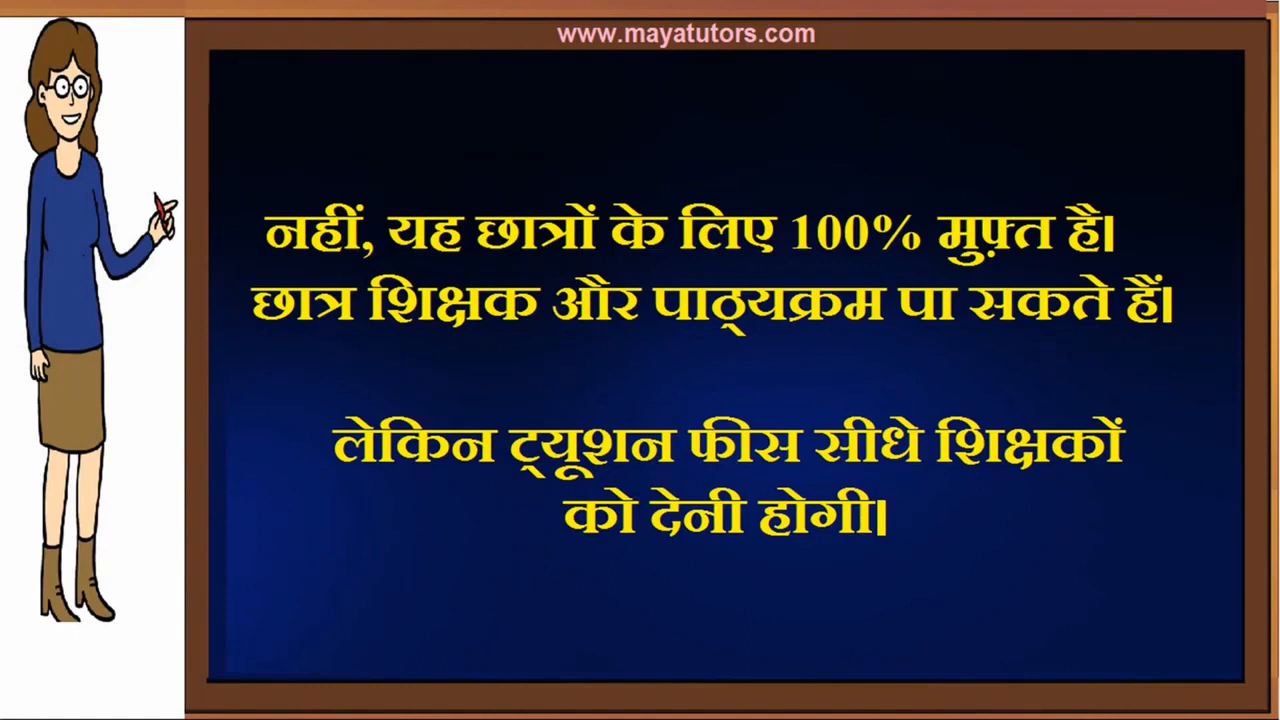 www.mayatutors.com
नहीं, यह छात्रों के लिए 100% मुफ़्त है।
छात्र शिक्षक और पाठ्यक्रम पा सकते हैं।
लेकिन ट्यूशन फीस सीधे शिक्षकों
को देनी होगी।